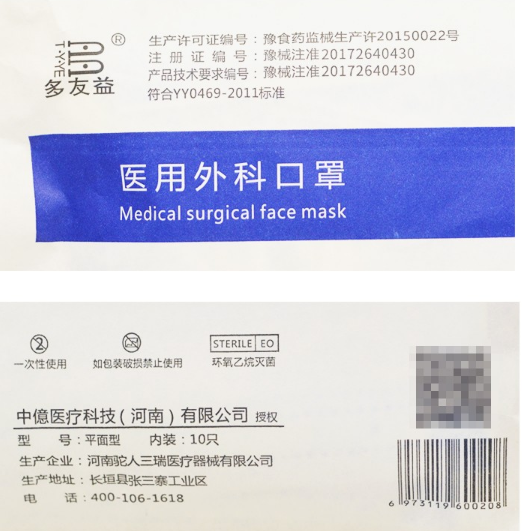 T·Y·YE
多友益
®
生产许可证编号：豫食药监械生产许20150022号
注册证编号：豫械注准20172640430
产品技术要求编号：豫械注准20172640430
符合YY0469-2011标准
医用外科口罩
Medical surgical face mask
2
STERILE EO
一次性使用
如包装破损禁止使用
环氧乙烷灭菌
中億医疗科技(河南)有限公司 授权
型 号：平面型 内装：10只
生产企业：河南驼人三瑞医疗器械有限公司
生产地址：长垣县张三寨工业区
电 话：400-106-1618
6 973119 600208